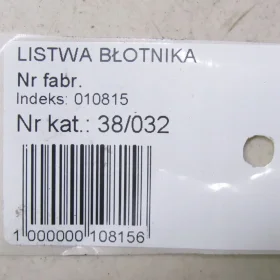 LISTWA BŁOTNIKA
Nr fabr.
Indeks: 010815
Nr kat.: 38/032
1 000000 108156